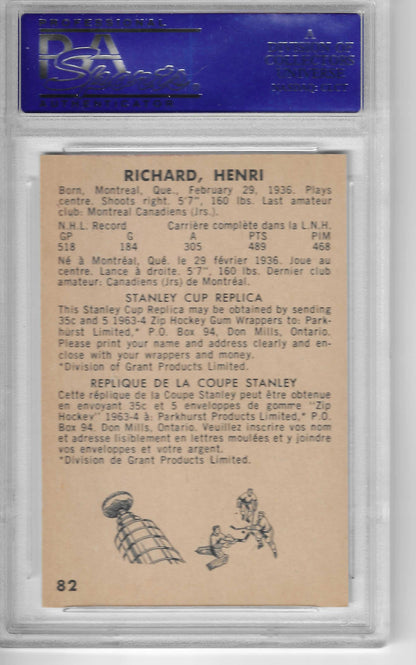 PROFESSIONAL
PSA
Sports
AUTHENTICATOR
A
DIVISION OF
COLLECTORS
UNIVERSE
RICHARD, HENRI
Born, Montreal, Que., February 29, 1936. Plays
centre. Shoots right. 5'7", 160 lbs. Last amateur
club: Montreal Canadiens (Jrs.).
N.H.L. Record Carrière complète dans la L.N.H.
GP G A PTS PIM
518 184 305 489 468
Né à Montréal, Qué. le 29 février 1936. Joue au
centre. Lance à droite. 5'7", 160 lbs. Dernier club
amateur: Canadiens (Jrs) de Montréal.
STANLEY CUP REPLICA
This Stanley Cup Replica may be obtained by sending
35c and 5 1963-4 Zip Hockey Gum Wrappers to: Park-
hurst Limited,* P.O. Box 94, Don Mills, Ontario.
Please print your name and address clearly and en-
close with your wrappers and money.
*Division of Grant Products Limited.
REPLIQUE DE LA COUPE STANLEY
Cette réplique de la Coupe Stanley peut être obtenue
en envoyant 35c et 5 enveloppes de gomme "Zip
Hockey" 1963-4 à: Parkhurst Products Limited,* P.O.
Box 94. Don Mills, Ontario. Veuillez inscrire vos nom
et adresse lisiblement en lettres moulées et y joindre
vos enveloppes et votre argent.
*Division de Grant Products Limited.
82